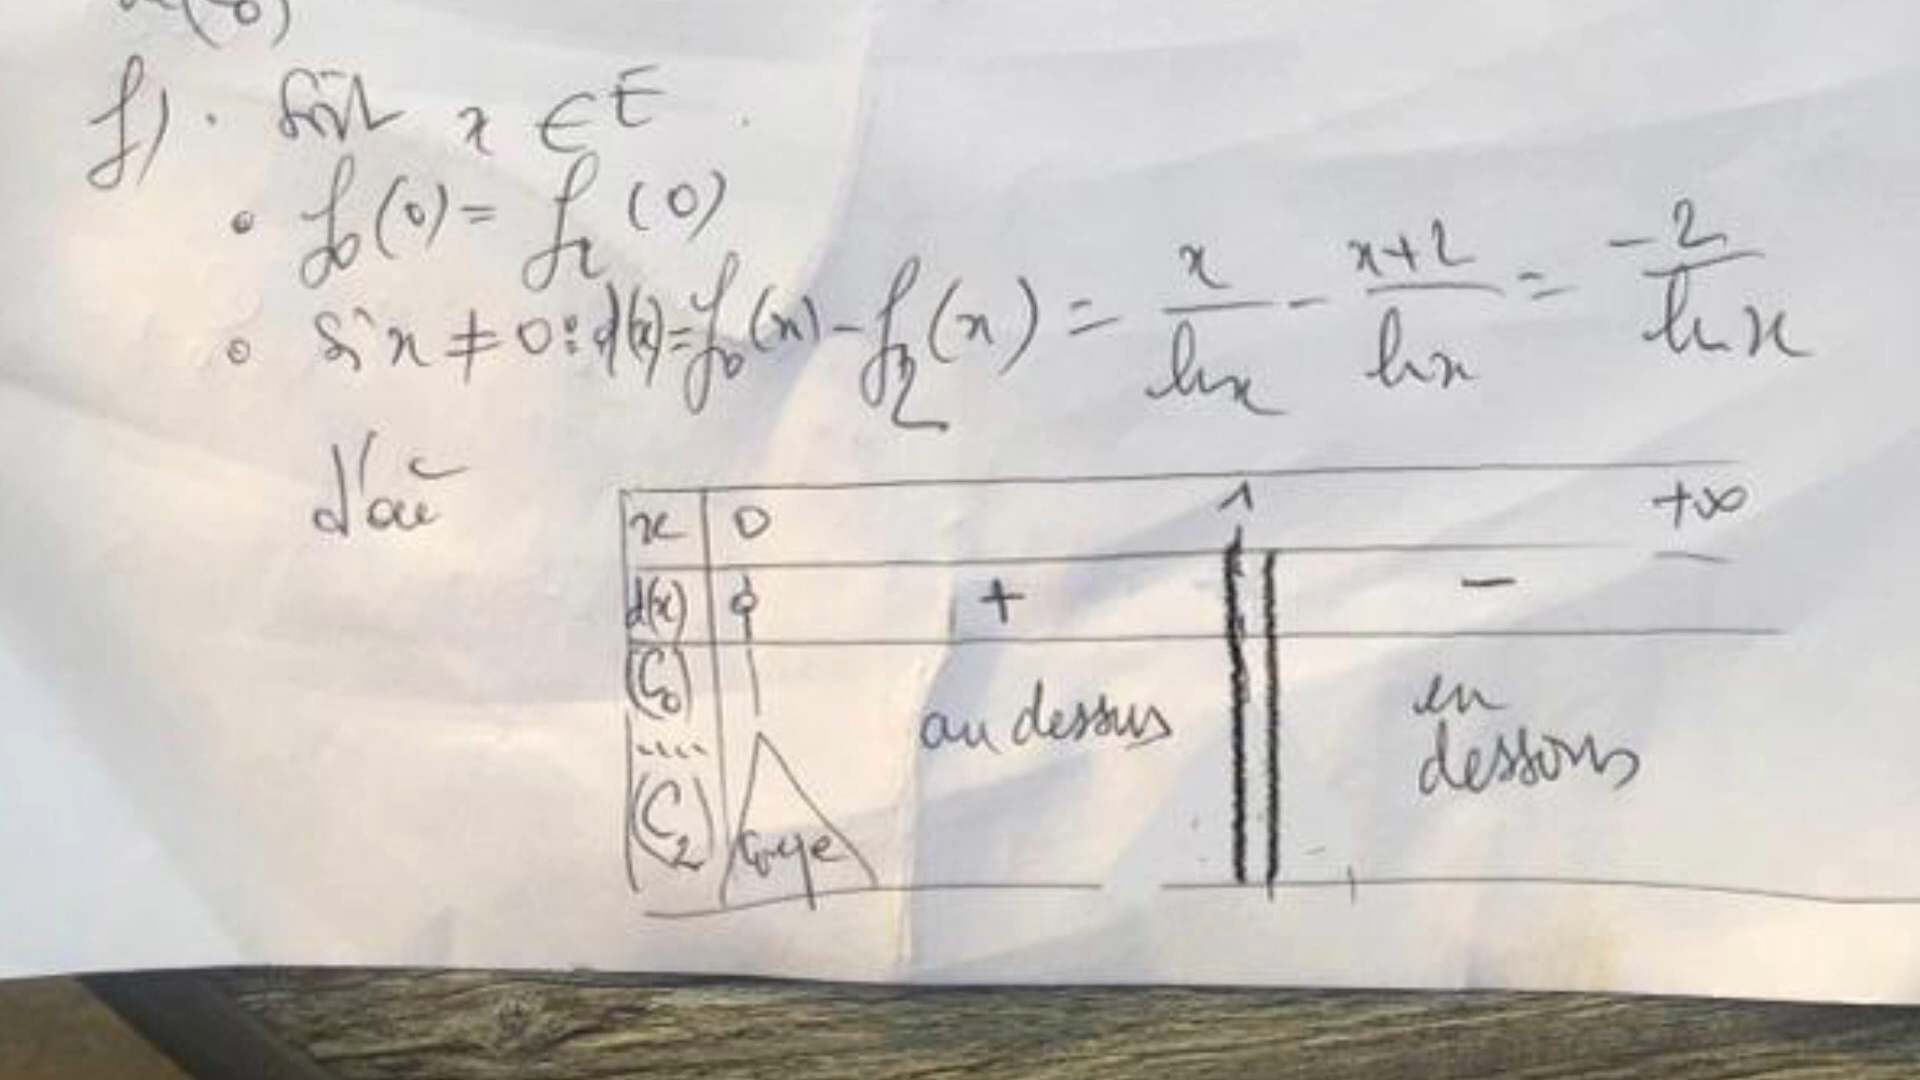 f). Soit x ∈ E.
• f₀(0) = f₂(0)
• Si x ≠ 0 : d(x) = f₀(x) - f₂(x) = x/ln x - x+2/ln x = -2/ln x
d'où
x 0 1 +∞
d(x) 0 + -
(C₀) au dessus en dessous
....
(C₂)